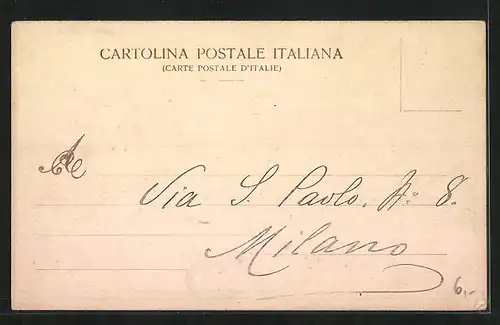 CARTOLINA POSTALE ITALIANA
(CARTE POSTALE D'ITALIE)
Via S. Paolo. N: 8.
Milano
6,-